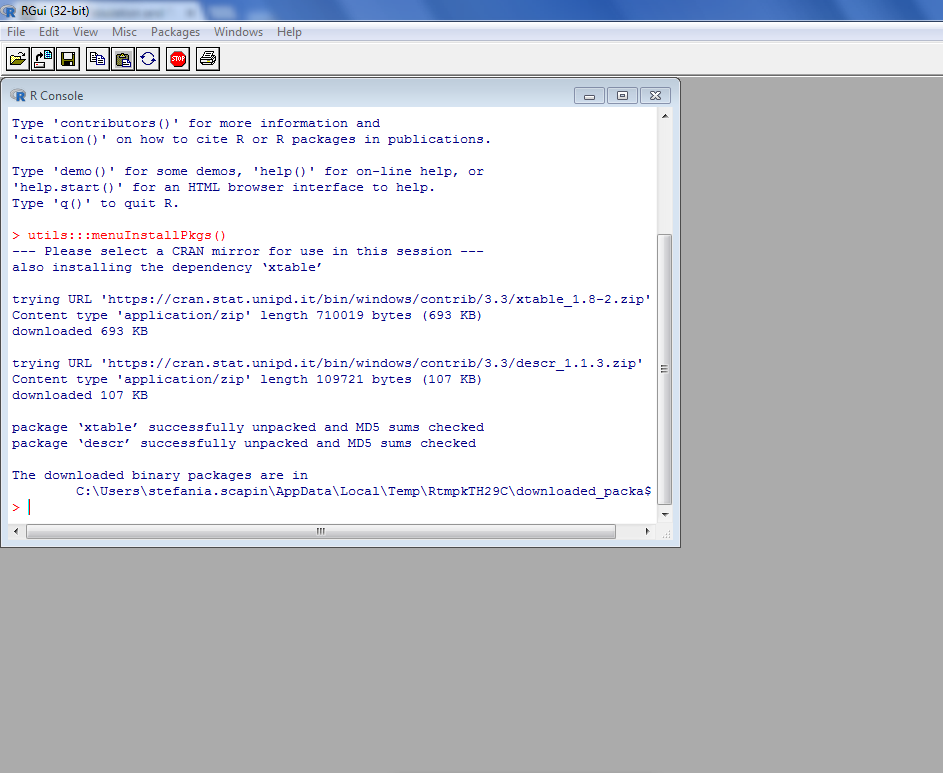 RGui (32-bit)
File Edit View Misc Packages Windows Help
STOP
R Console
Type 'contributors()' for more information and
'citation()' on how to cite R or R packages in publications.
Type 'demo()' for some demos, 'help()' for on-line help, or
'help.start()' for an HTML browser interface to help.
Type 'q()' to quit R.
> utils:::menuInstallPkgs()
--- Please select a CRAN mirror for use in this session ---
also installing the dependency ‘xtable’
trying URL 'https://cran.stat.unipd.it/bin/windows/contrib/3.3/xtable_1.8-2.zip'
Content type 'application/zip' length 710019 bytes (693 KB)
downloaded 693 KB
trying URL 'https://cran.stat.unipd.it/bin/windows/contrib/3.3/descr_1.1.3.zip'
Content type 'application/zip' length 109721 bytes (107 KB)
downloaded 107 KB
package ‘xtable’ successfully unpacked and MD5 sums checked
package ‘descr’ successfully unpacked and MD5 sums checked
The downloaded binary packages are in
C:\Users\stefania.scapin\AppData\Local\Temp\RtmpkTH29C\downloaded_packa$
>